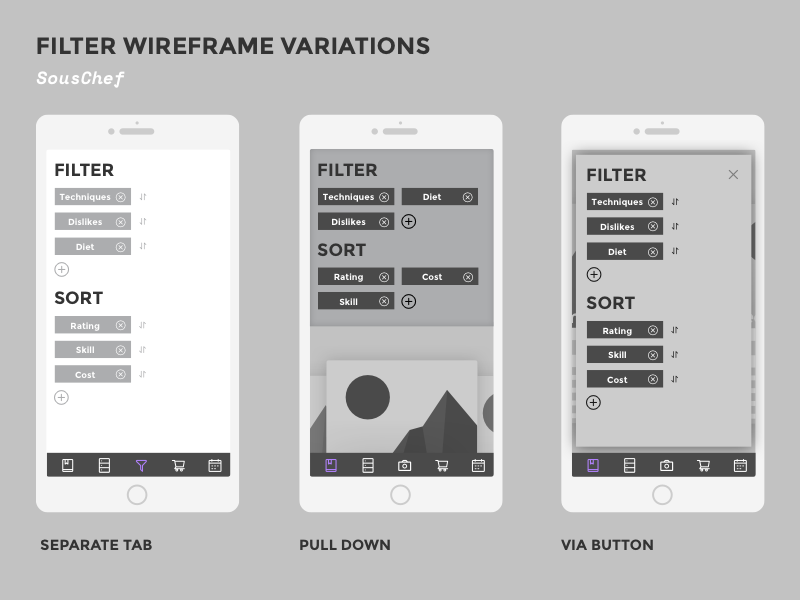 FILTER WIREFRAME VARIATIONS
SousChef
FILTER
Techniques
Dislikes
Diet
SORT
Rating
Skill
Cost
FILTER
Techniques Diet
Dislikes
SORT
Rating Cost
Skill
FILTER
Techniques
Dislikes
Diet
SORT
Rating
Skill
Cost
SEPARATE TAB
PULL DOWN
VIA BUTTON